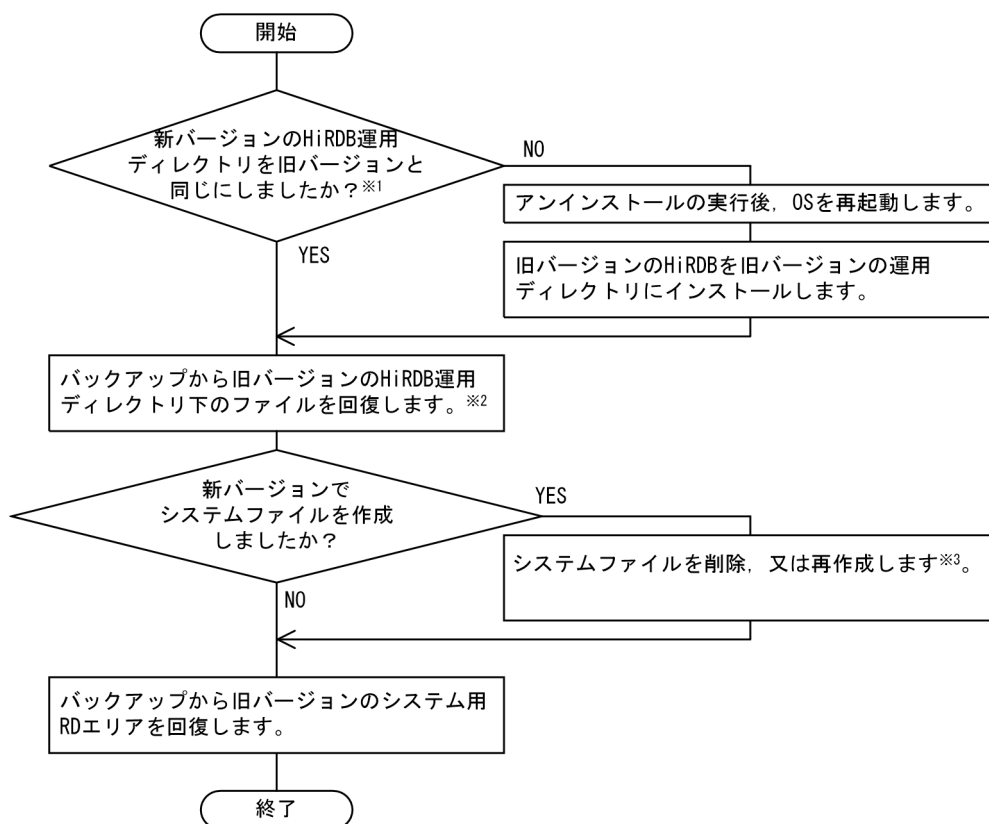 開始
新バージョンのHiRDB運用
ディレクトリを旧バージョンと
同じにしましたか？※1
NO
アンインストールの実行後，OSを再起動します。
YES
旧バージョンのHiRDBを旧バージョンの運用
ディレクトリにインストールします。
バックアップから旧バージョンのHiRDB運用
ディレクトリ下のファイルを回復します。※2
新バージョンで
システムファイルを作成
しましたか？
YES
システムファイルを削除，又は再作成します※3。
NO
バックアップから旧バージョンのシステム用
RDエリアを回復します。
終了